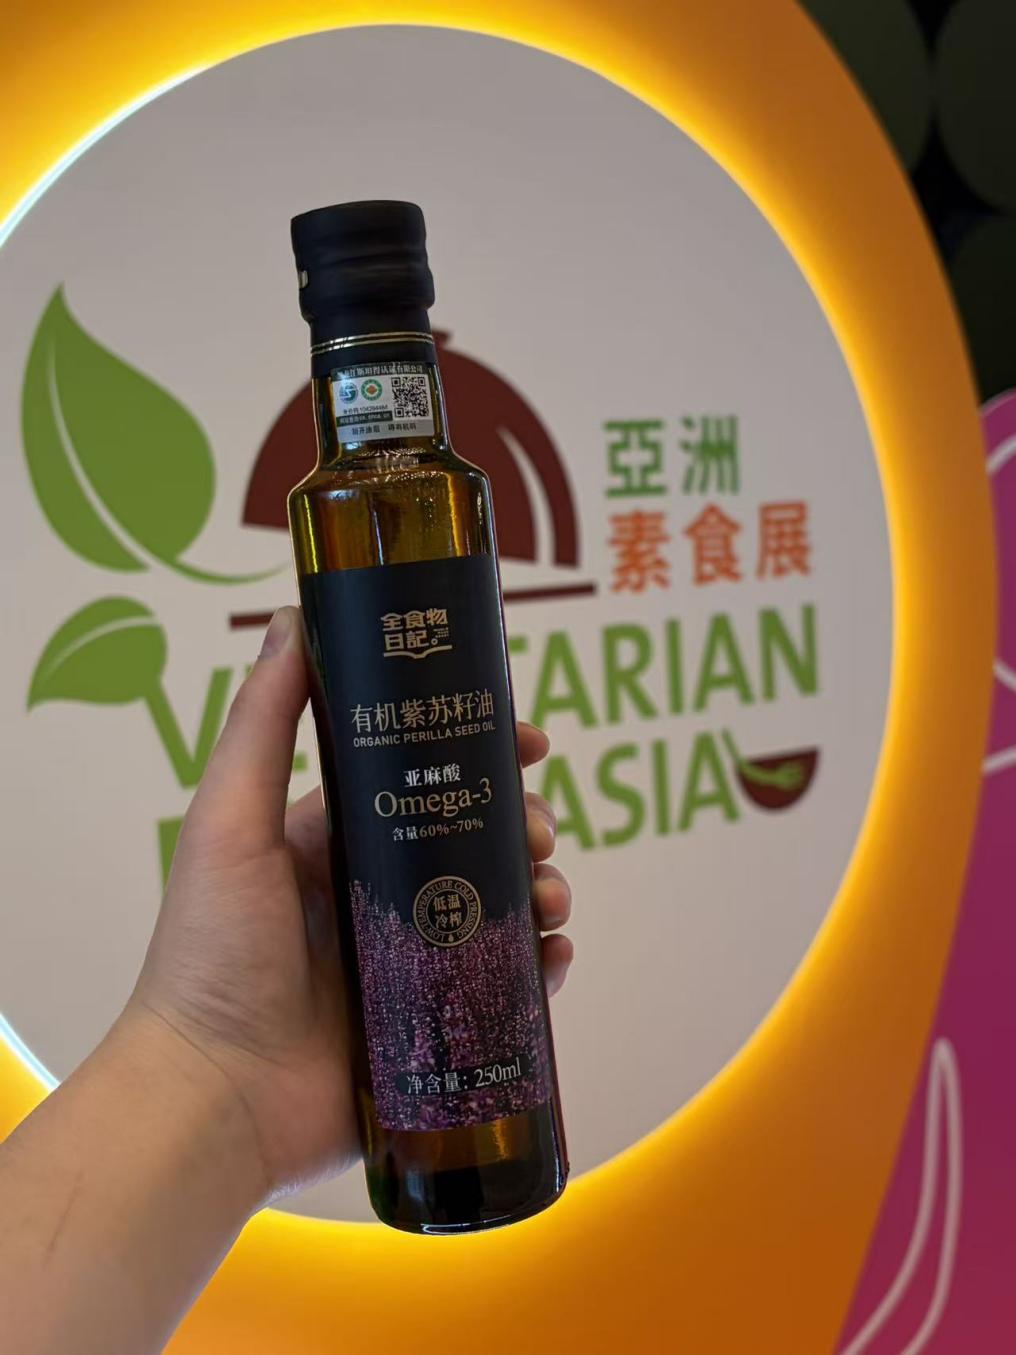 亞洲
素食展
ARIAN
ASIA
全食物
日記
有机紫苏籽油
ORGANIC PERILLA SEED OIL
亚麻酸
Omega-3
含量60%~70%
LOW-TEMPERATURE COLD PRESSING
低温
冷榨
净含量：250ml